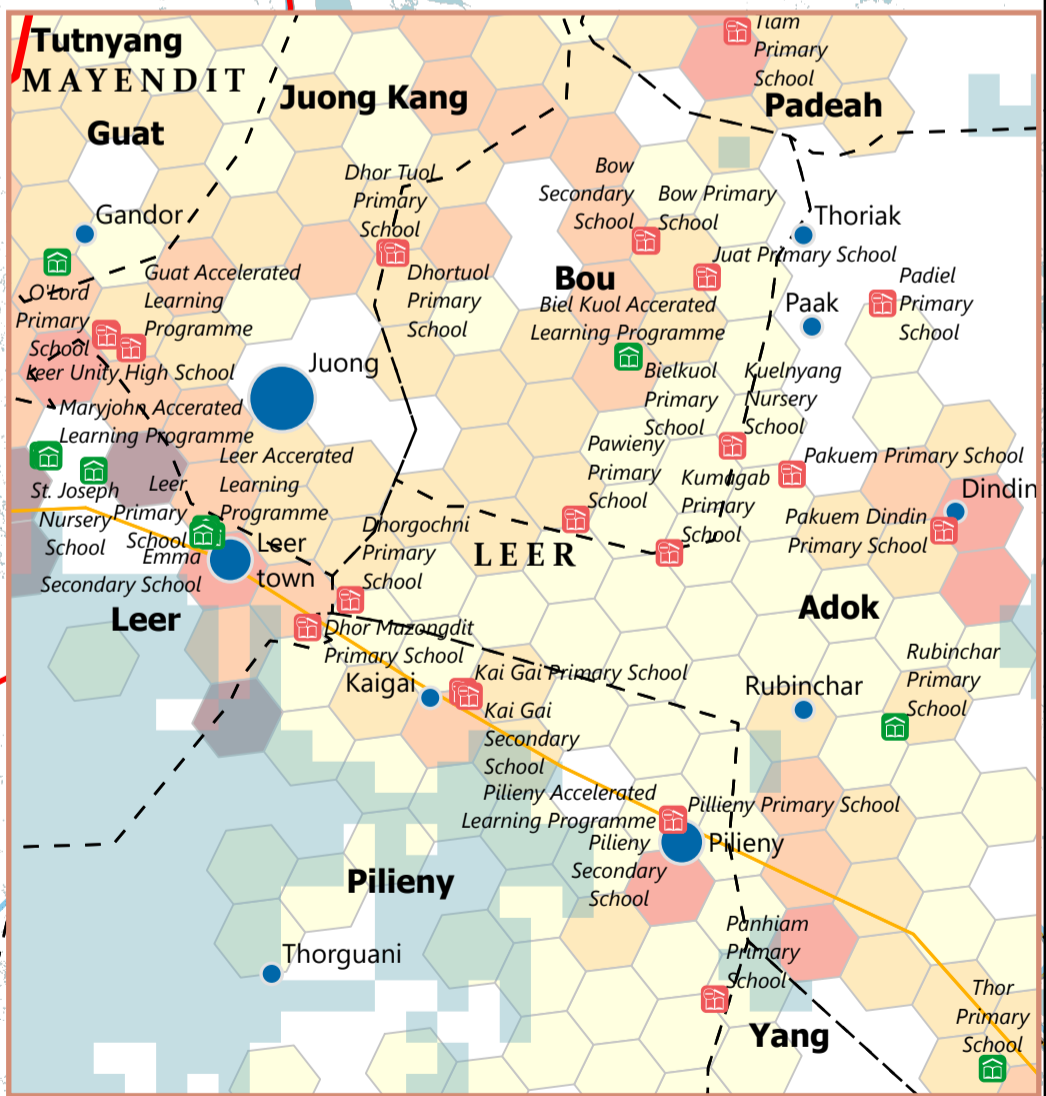 Tutnyang
MAYENDIT
Guat
Juong Kang
Tiam
Primary
School
Padeah
Gandor
Dhor Tuol
Primary
School
Bow
Secondary
School
Bow Primary
School
Thoriak
Juat Primary School
O'Lord
Primary
School
Guat Accelerated
Learning
Programme
Dhortuol
Primary
School
Bou
Biel Kuol Accerated
Learning Programme
Paak
Padiel
Primary
School
Leer Unity High School
Juong
Bielkuol
Primary
School
Kuelnyang
Nursery
School
Maryjohn Accerated
Learning Programme
Leer Accerated
Learning
Programme
Pawieny
Primary
School
Pakuem Primary School
St. Joseph
Nursery
School
Leer
Primary
School
Kumagab
Primary
School
Dindin
Dhorgochni
Primary
School
Pakuem Dindin
Primary School
Emma
Secondary School
Leer
town
LEER
Leer
Adok
Dhor Mazongdit
Primary School
Kaigai
Kai Gai Primary School
Kai Gai
Secondary
School
Rubinchar
Rubinchar
Primary
School
Pilieny Accelerated
Learning Programme
Pillieny Primary School
Pilieny
Secondary
School
Pilieny
Pilieny
Panhiam
Primary
School
Thorguani
Yang
Thor
Primary
School